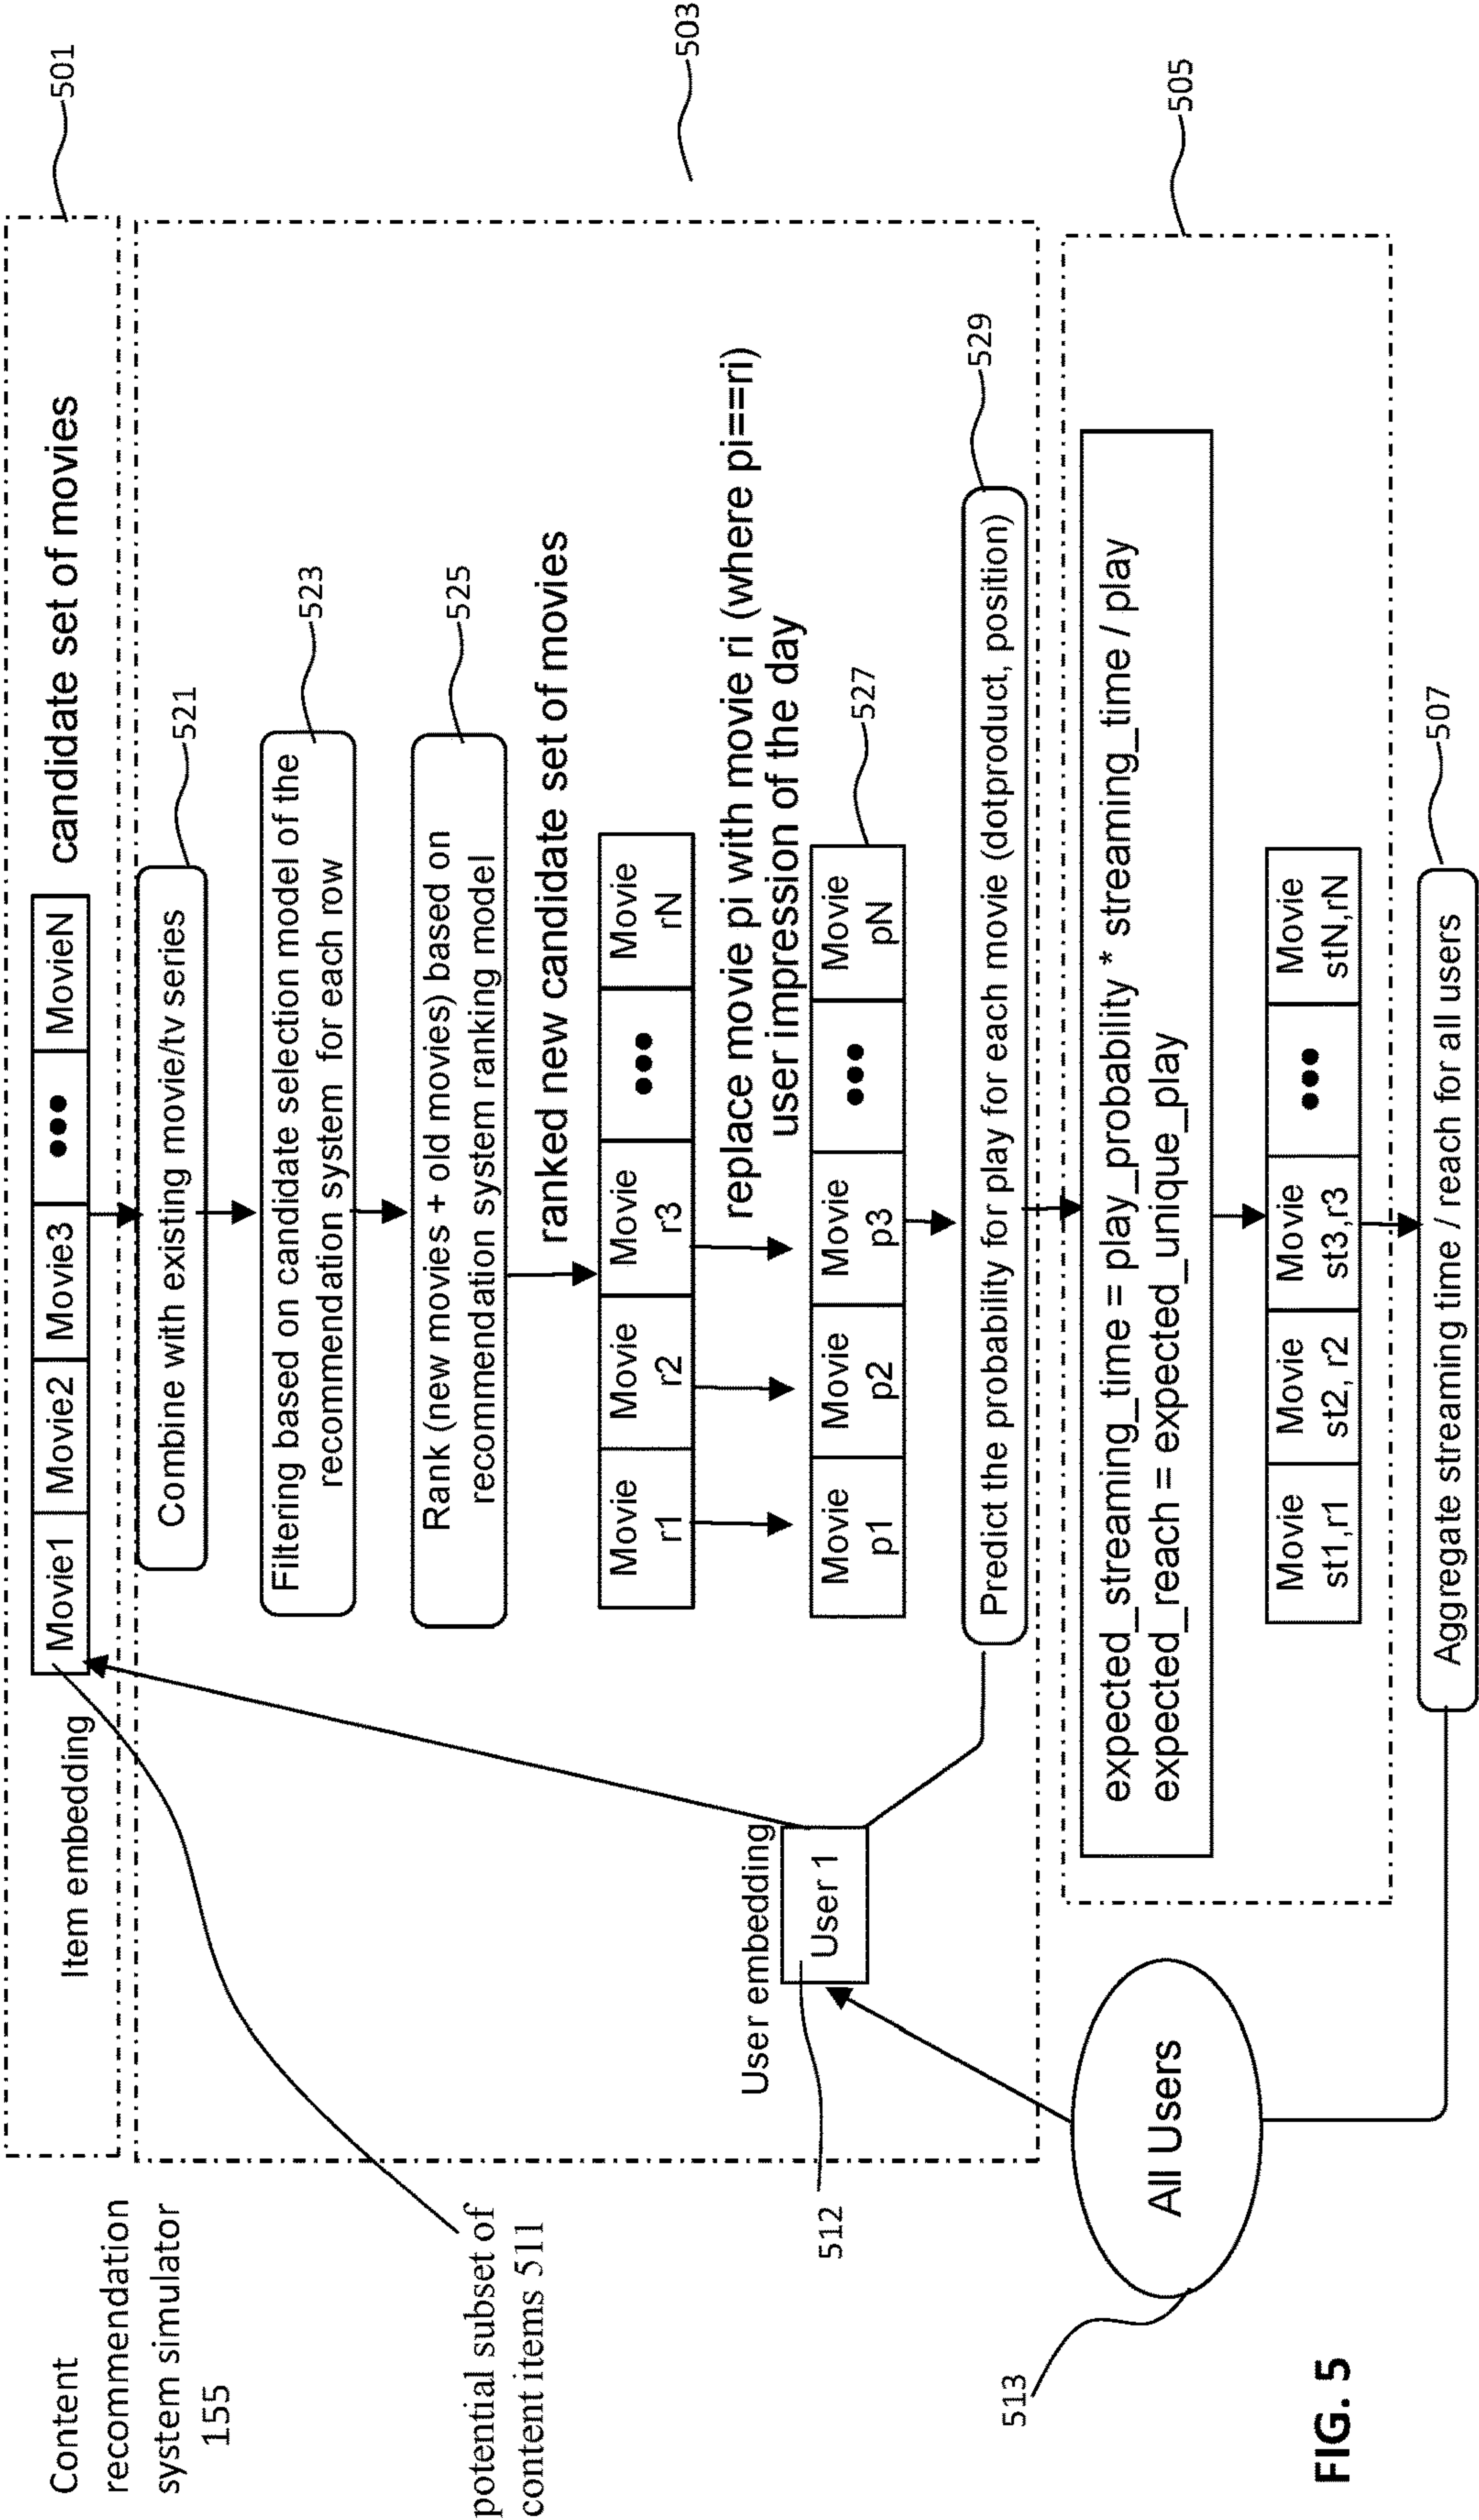 Content
recommendation
system simulator
155
Item embedding
Movie1
Movie2
Movie3
•••
MovieN
candidate set of movies
501
potential subset of
content items 511
Combine with existing movie/tv series
521
Filtering based on candidate selection model of the
recommendation system for each row
523
Rank (new movies + old movies) based on
recommendation system ranking model
525
ranked new candidate set of movies
503
Movie
r1
Movie
r2
Movie
r3
•••
Movie
rN
replace movie pi with movie ri (where pi==ri)
user impression of the day
User embedding
User 1
512
Movie
p1
Movie
p2
Movie
p3
•••
Movie
pN
527
Predict the probability for play for each movie (dotproduct, position)
529
513
All Users
expected_streaming_time = play_probability * streaming_time / play
expected_reach = expected_unique_play
505
Movie
st1,r1
Movie
st2, r2
Movie
st3,r3
•••
Movie
stN,rN
Aggregate streaming time / reach for all users
507
FIG. 5